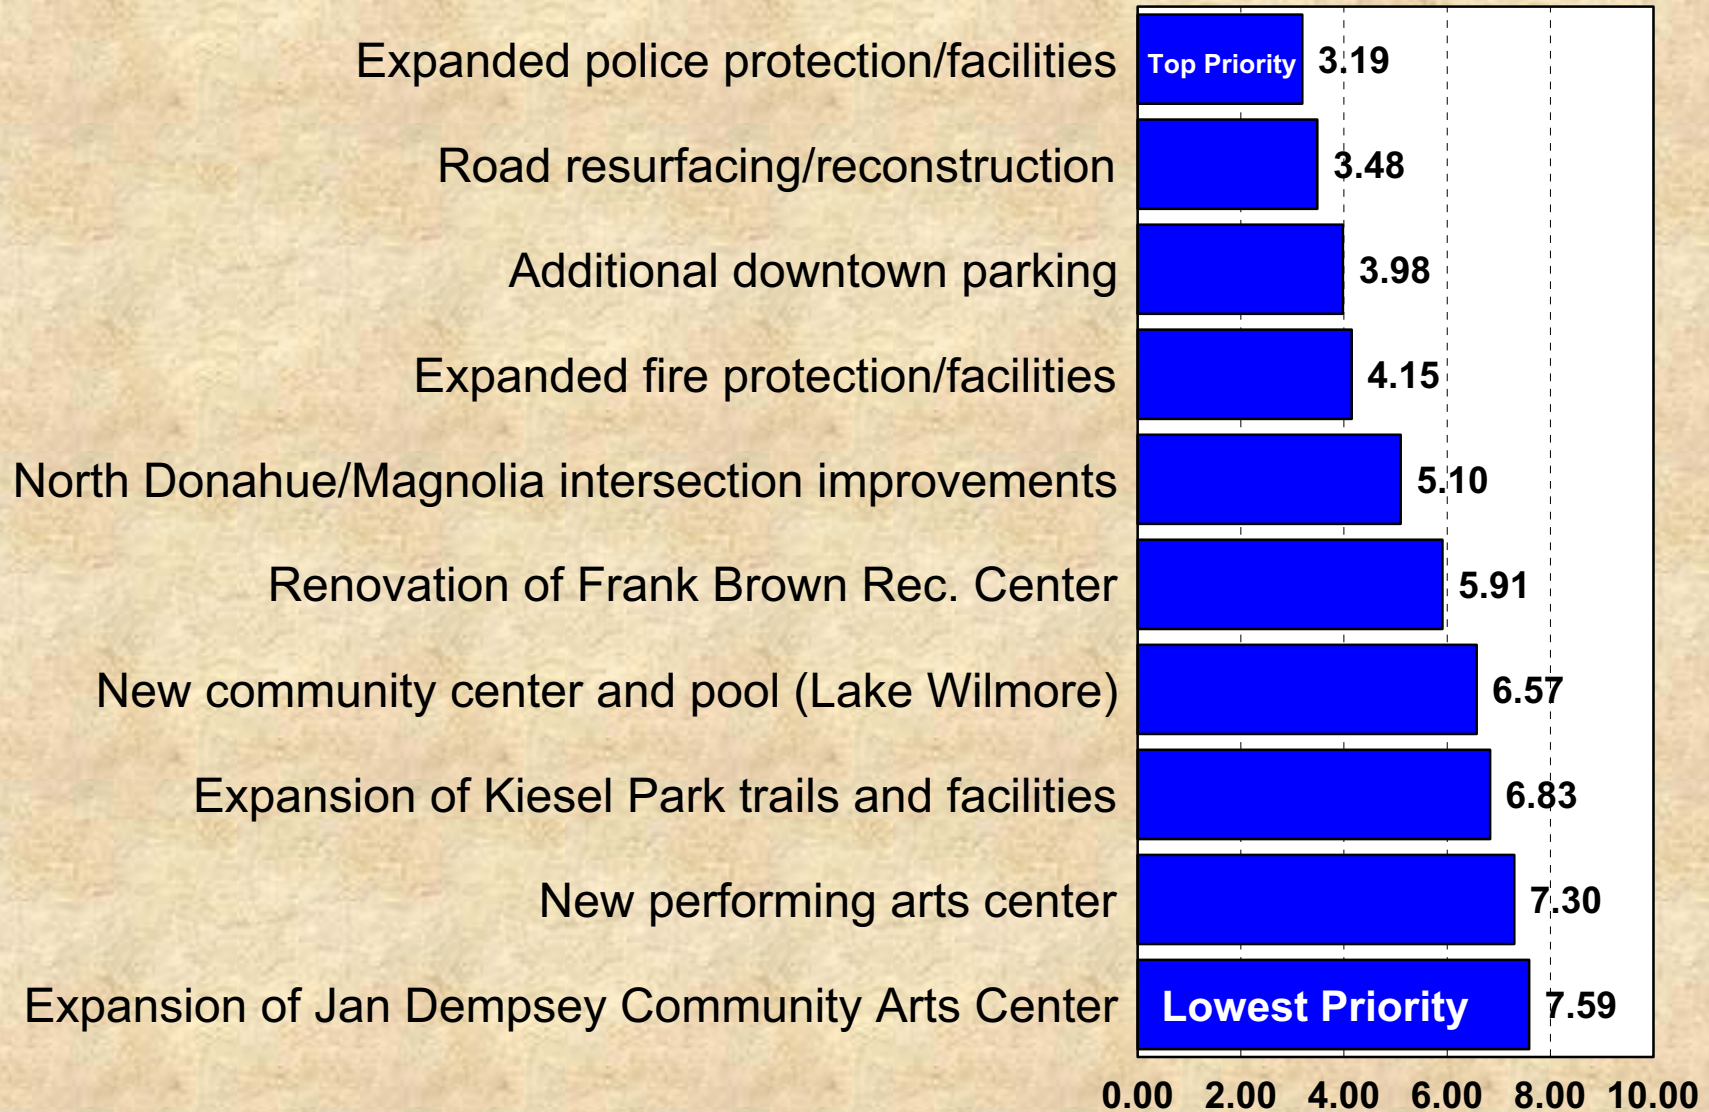 Expanded police protection/facilities Top Priority 3.19
Road resurfacing/reconstruction 3.48
Additional downtown parking 3.98
Expanded fire protection/facilities 4.15
North Donahue/Magnolia intersection improvements 5.10
Renovation of Frank Brown Rec. Center 5.91
New community center and pool (Lake Wilmore) 6.57
Expansion of Kiesel Park trails and facilities 6.83
New performing arts center 7.30
Expansion of Jan Dempsey Community Arts Center Lowest Priority 7.59
0.00 2.00 4.00 6.00 8.00 10.00